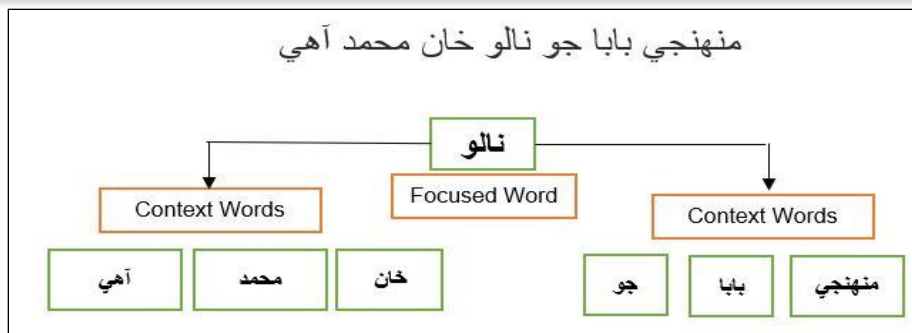 منهنجي بابا جو نالو خان محمد آهي
نالو
Focused Word
Context Words
Context Words
منهنجي
بابا
جو
خان
محمد
آهي